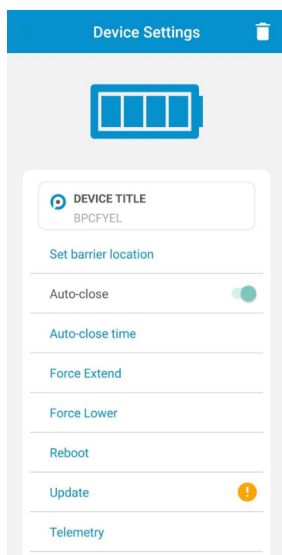 Device Settings
DEVICE TITLE
BPCFYEL
Set barrier location
Auto-close
Auto-close time
Force Extend
Force Lower
Reboot
Update
Telemetry